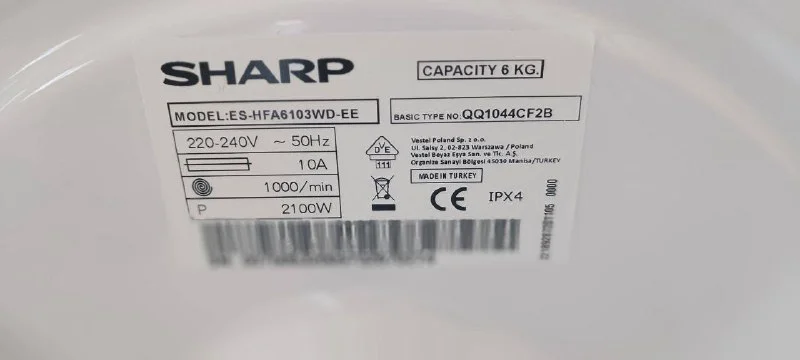 SHARP
CAPACITY 6 KG.
MODEL:ES-HFA6103WD-EE
BASIC TYPE NO:QQ1044CF2B
220-240V ~ 50Hz
10A
1000/min
P 2100W
DVE
111
Vestel Poland Sp. z o.o.
Ul. Salsy 2, 02-823 Warszawa / Poland
Vestel Beyaz Eşya San. ve Tic. A.Ş.
Organize Sanayi Bölgesi 45030 Manisa/TURKEY
MADE IN TURKEY
CE IPX4